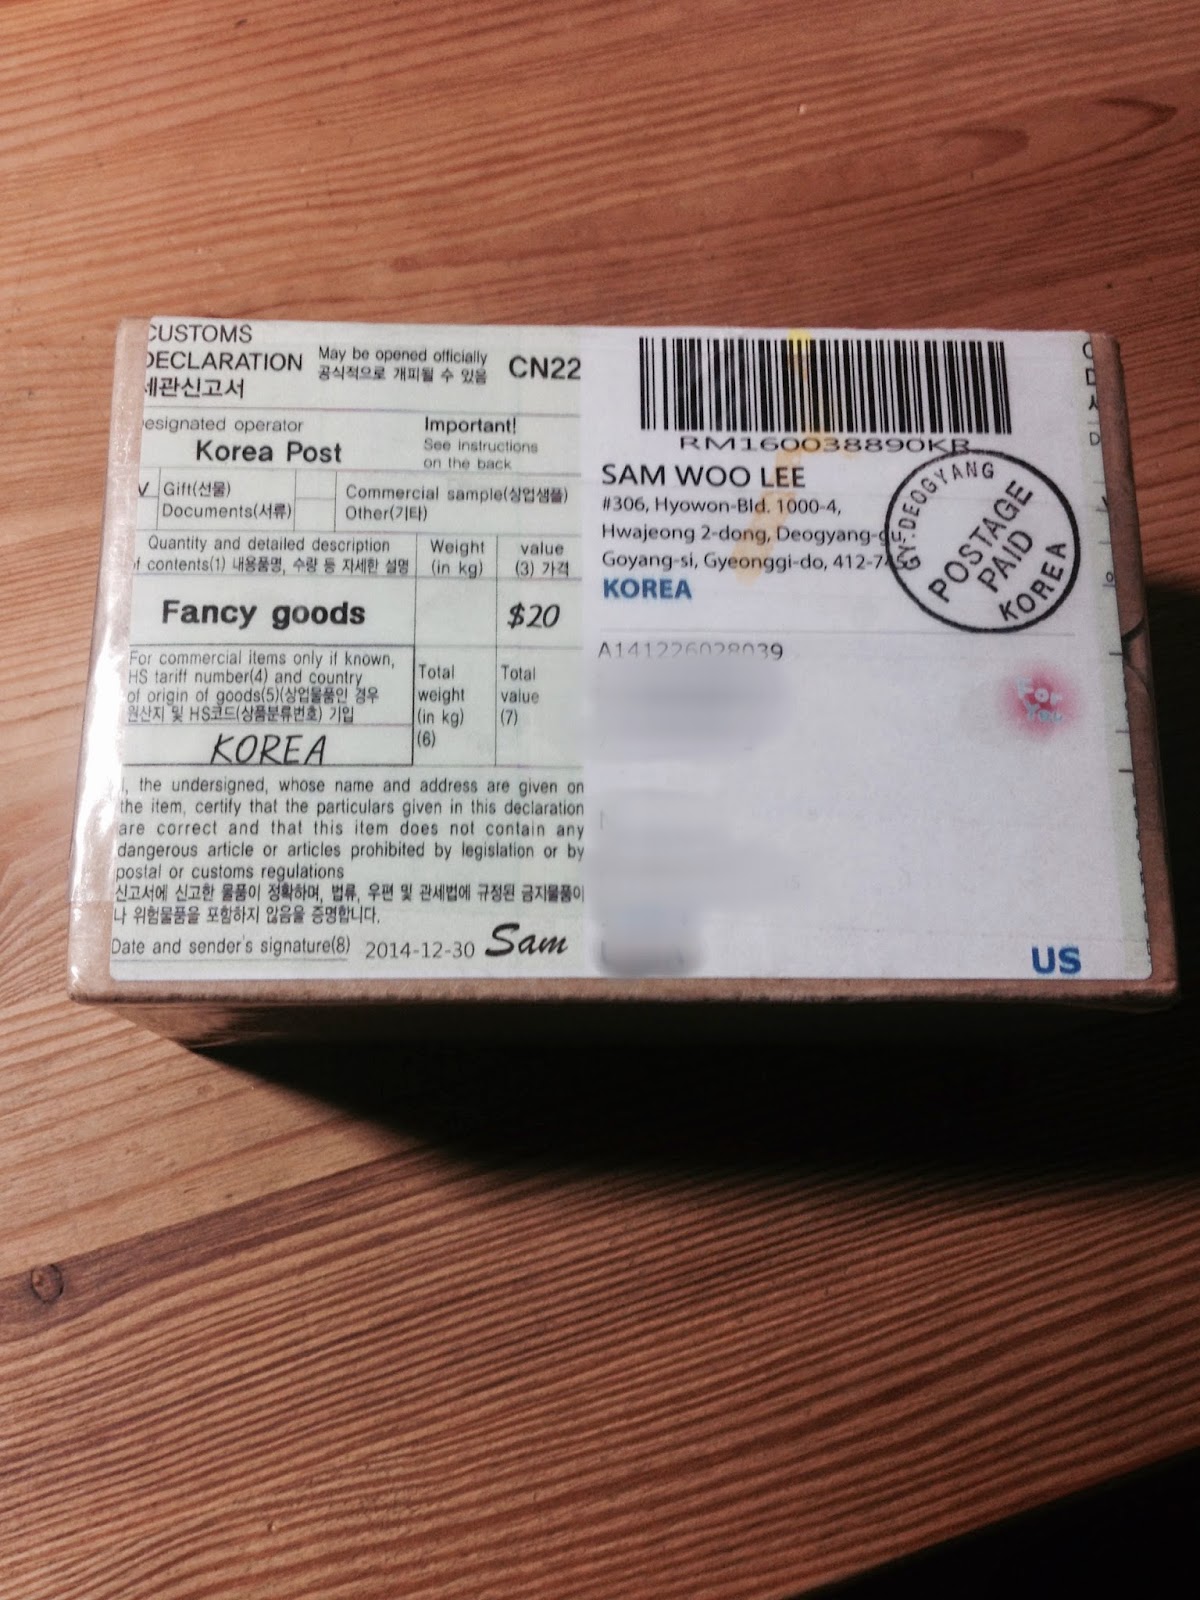 CUSTOMS
DECLARATION
세관신고서
May be opened officially
공식적으로 개피될 수 있음
CN22
esignated operator
Korea Post
Important!
See instructions
on the back
V
Gift(선물)
Documents(서류)
Commercial sample(상업샘플)
Other(기타)
Quantity and detailed description
of contents(1) 내용품명, 수량 등 자세한 설명
Weight
(in kg)
value
(3) 가격
Fancy goods
$20
For commercial items only if known,
HS tariff number(4) and country
of origin of goods(5)(상업물품인 경우
원산지 및 HS코드(상품분류번호) 기입
KOREA
Total
weight
(in kg)
(6)
Total
value
(7)
I, the undersigned, whose name and address are given on
the item, certify that the particulars given in this declaration
are correct and that this item does not contain any
dangerous article or articles prohibited by legislation or by
postal or customs regulations
신고서에 신고한 물품이 정확하며, 법류, 우편 및 관세법에 규정된 금지물품이
나 위험물품을 포함하지 않음을 증명합니다.
Date and sender's signature(8) 2014-12-30 Sam
RM160038890KR
SAM WOO LEE
#306, Hyowon-Bld. 1000-4,
Hwajeong 2-dong, Deogyang-gu,
Goyang-si, Gyeonggi-do, 412-7
KOREA
GY:DEOGYANG
POSTAGE
PAID
KOREA
A141226028039
For
You
US